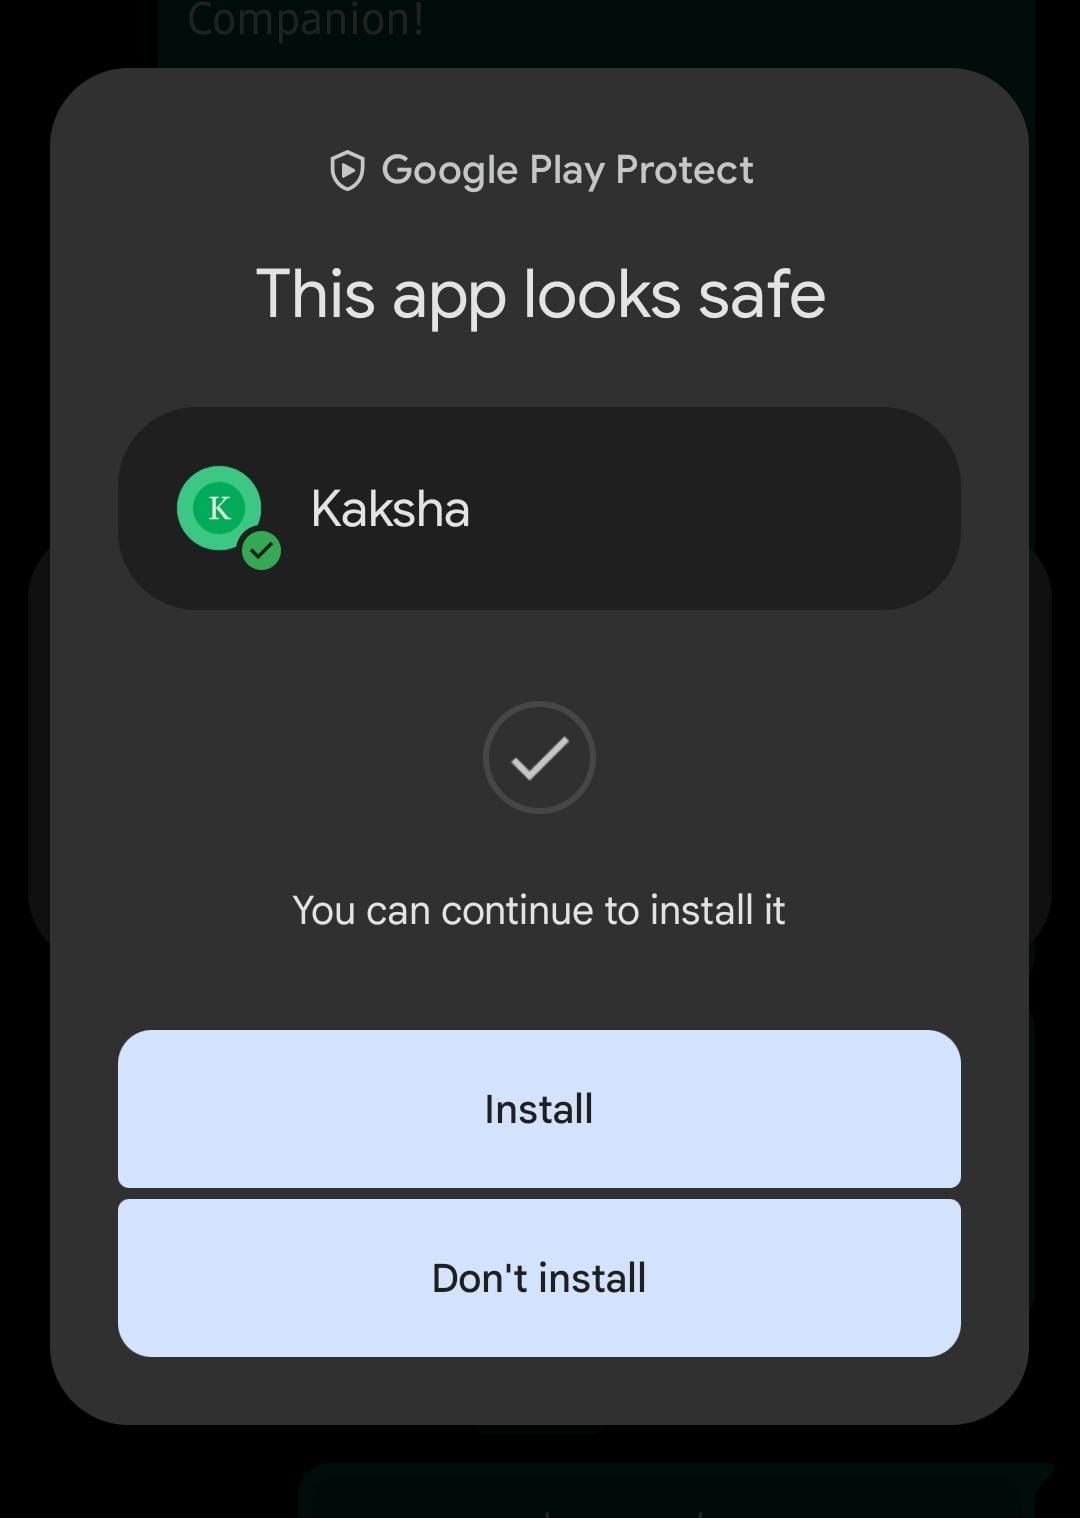 Companion!
Google Play Protect
This app looks safe
K
Kaksha
You can continue to install it
Install
Don't install